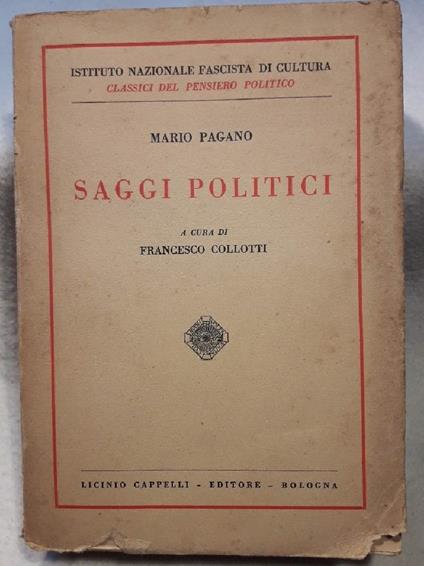 ISTITUTO NAZIONALE FASCISTA DI CULTURA
CLASSICI DEL PENSIERO POLITICO
MARIO PAGANO
SAGGI POLITICI
A CURA DI
FRANCESCO COLLOTTI
LICINIO CAPPELLI - EDITORE - BOLOGNA